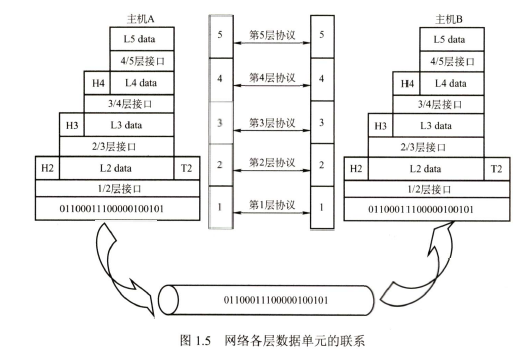 主机A
主机B
L5 data
5
第5层协议
5
L5 data
4/5层接口
4/5层接口
H4
L4 data
4
第4层协议
4
H4
L4 data
3/4层接口
3/4层接口
H3
L3 data
3
第3层协议
3
H3
L3 data
2/3层接口
2/3层接口
H2
L2 data
T2
2
第2层协议
2
H2
L2 data
T2
1/2层接口
1/2层接口
01100011100000100101
1
第1层协议
1
01100011100000100101
01100011100000100101
图 1.5 网络各层数据单元的联系